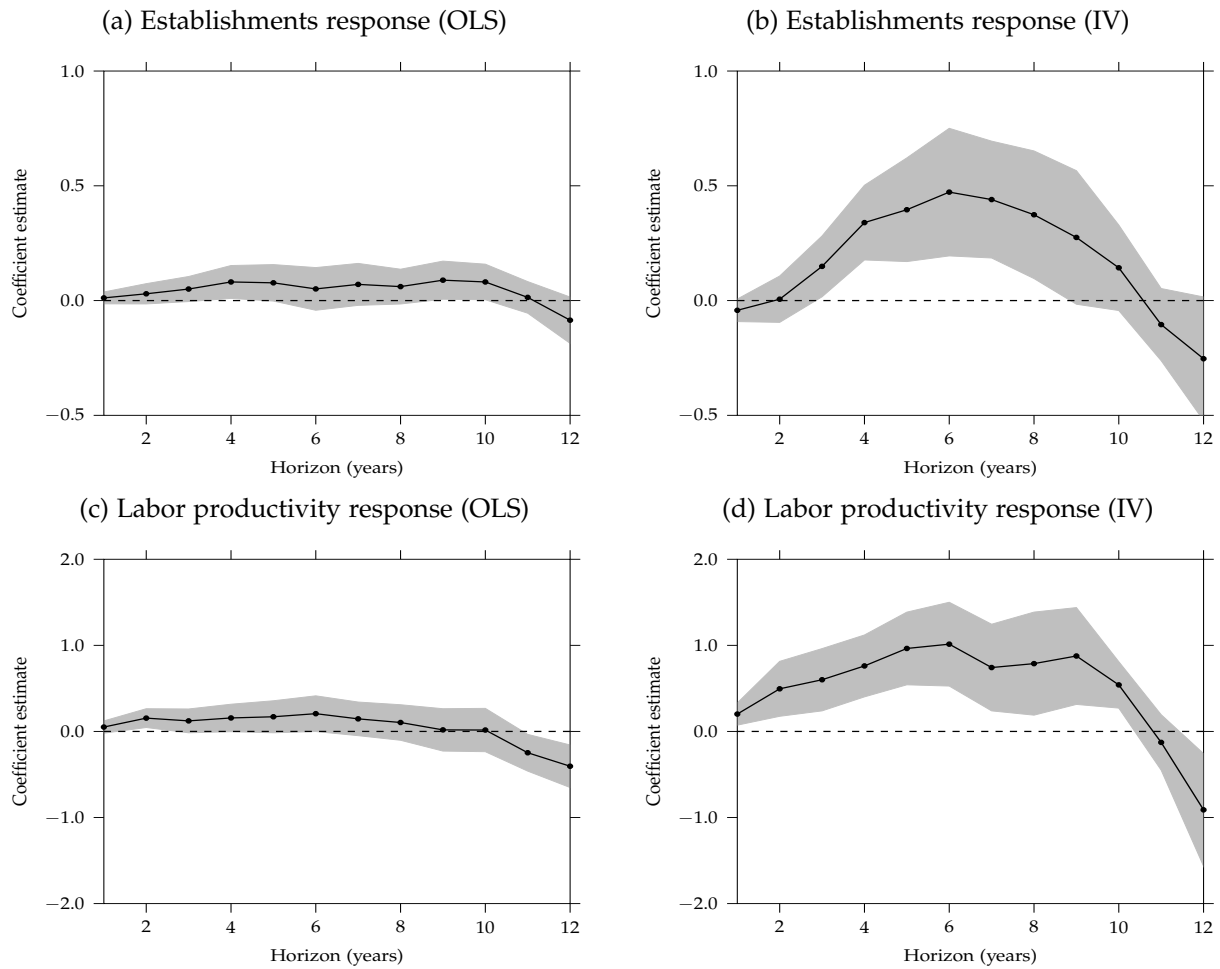 (a) Establishments response (OLS)
1.0
0.5
0.0
−0.5
Coefficient estimate
2 4 6 8 10 12
Horizon (years)
(b) Establishments response (IV)
1.0
0.5
0.0
−0.5
Coefficient estimate
2 4 6 8 10 12
Horizon (years)
(c) Labor productivity response (OLS)
2.0
1.0
0.0
−1.0
−2.0
Coefficient estimate
2 4 6 8 10 12
Horizon (years)
(d) Labor productivity response (IV)
2.0
1.0
0.0
−1.0
−2.0
Coefficient estimate
2 4 6 8 10 12
Horizon (years)